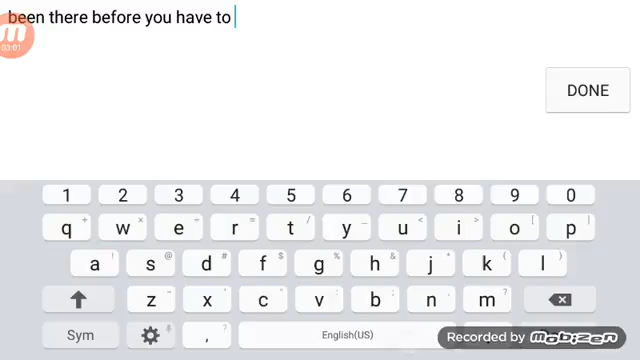 been there before you have to
03:01
DONE
1 2 3 4 5 6 7 8 9 0
q + w × e ÷ r = t / y _ u < i > o [ p ]
a ! s @ d # f $ g % h & j * k ( l )
z - x ' c " v : b ; n , m ?
Sym , ? English(US)
Recorded by mobizen